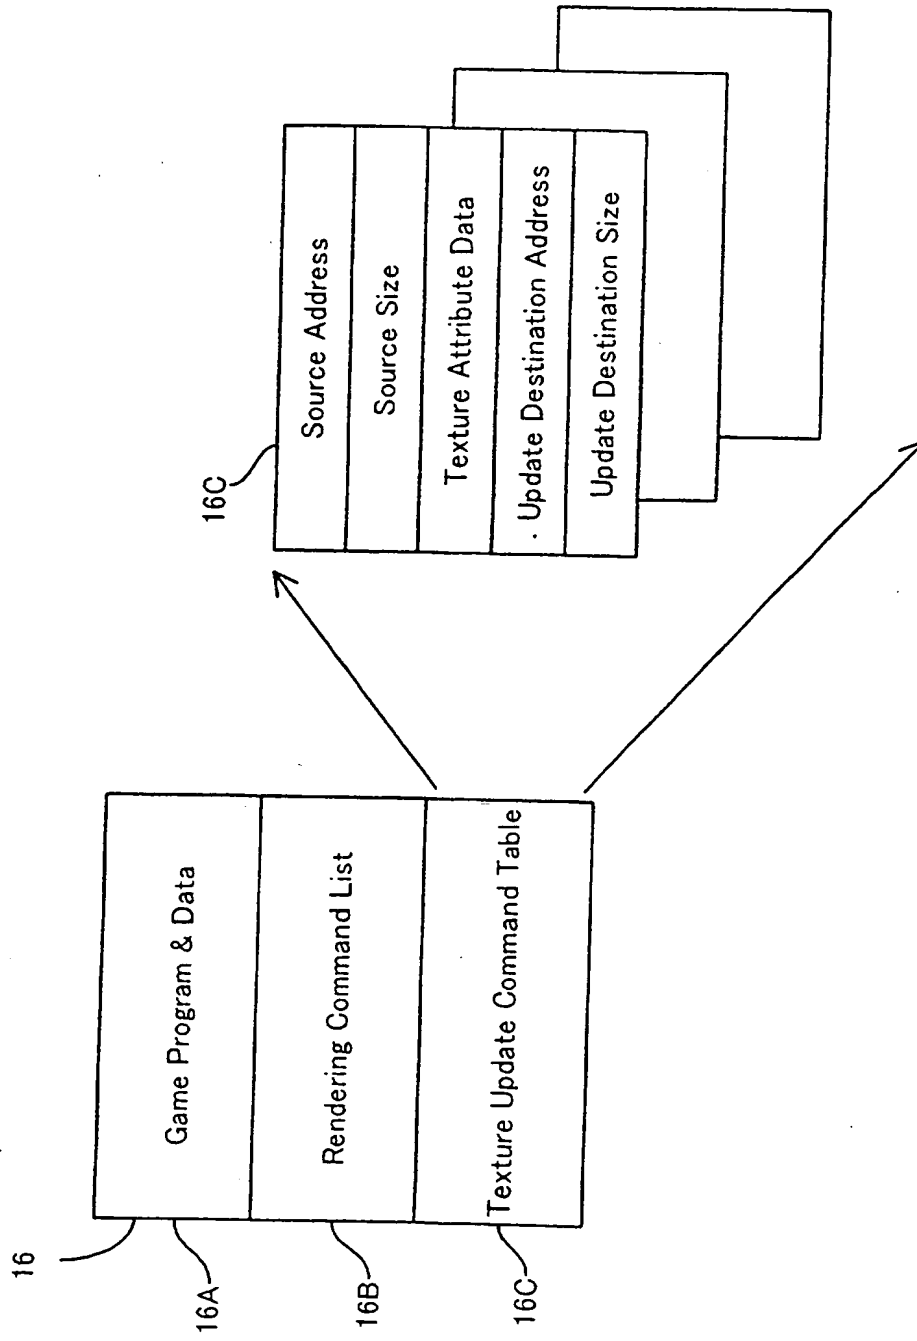 16
16A
Game Program & Data
16B
Rendering Command List
16C
Texture Update Command Table
16C
Source Address
Source Size
Texture Attribute Data
Update Destination Address
Update Destination Size